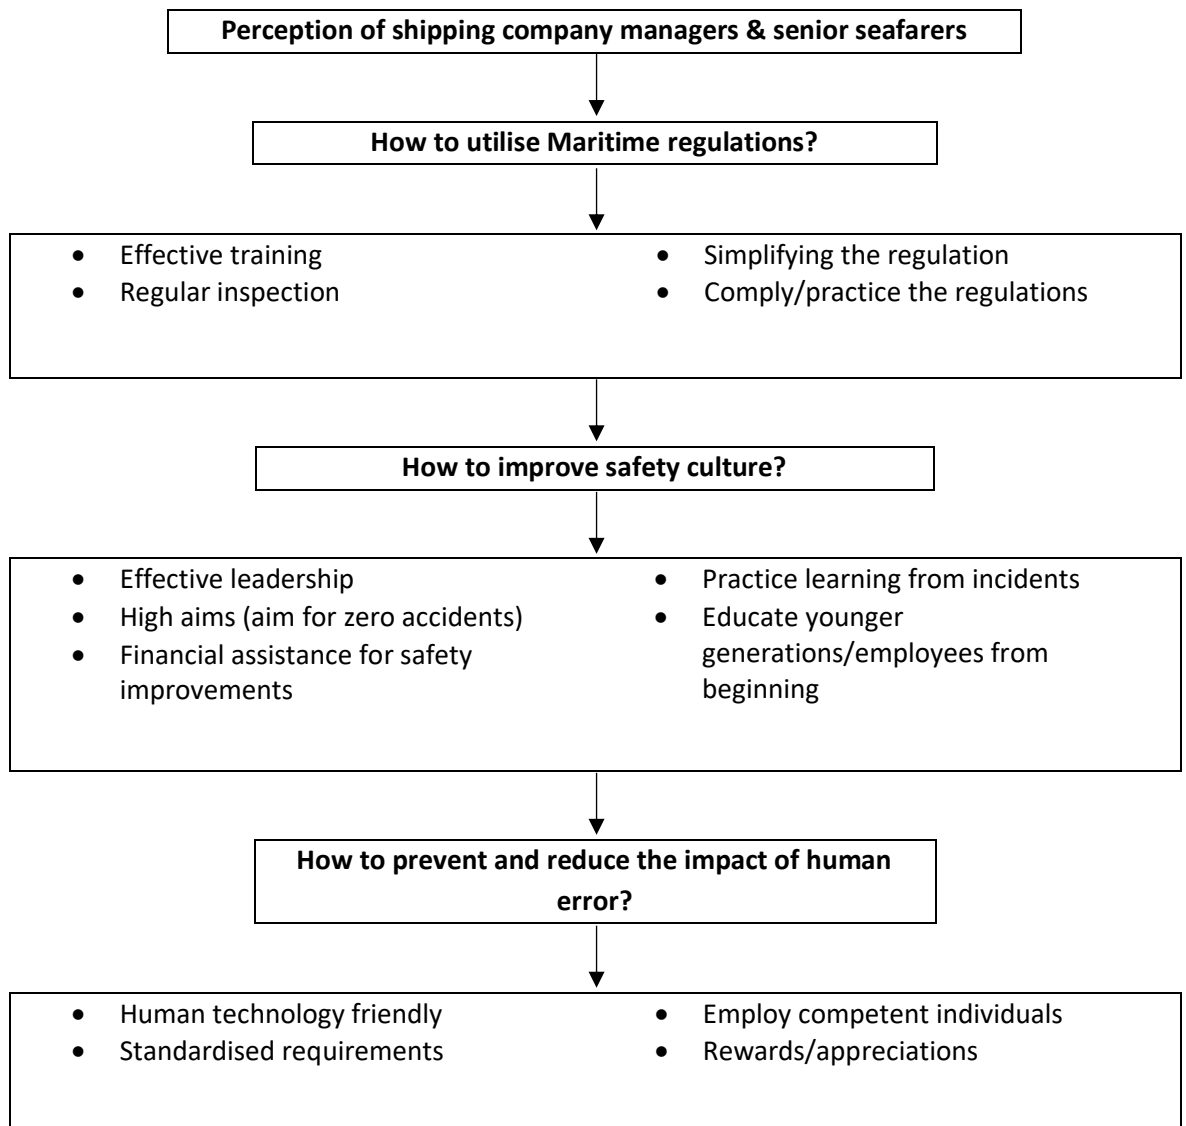 Perception of shipping company managers & senior seafarers
How to utilise Maritime regulations?
• Effective training
• Regular inspection
• Simplifying the regulation
• Comply/practice the regulations
How to improve safety culture?
• Effective leadership
• High aims (aim for zero accidents)
• Financial assistance for safety
improvements
• Practice learning from incidents
• Educate younger
generations/employees from
beginning
How to prevent and reduce the impact of human
error?
• Human technology friendly
• Standardised requirements
• Employ competent individuals
• Rewards/appreciations